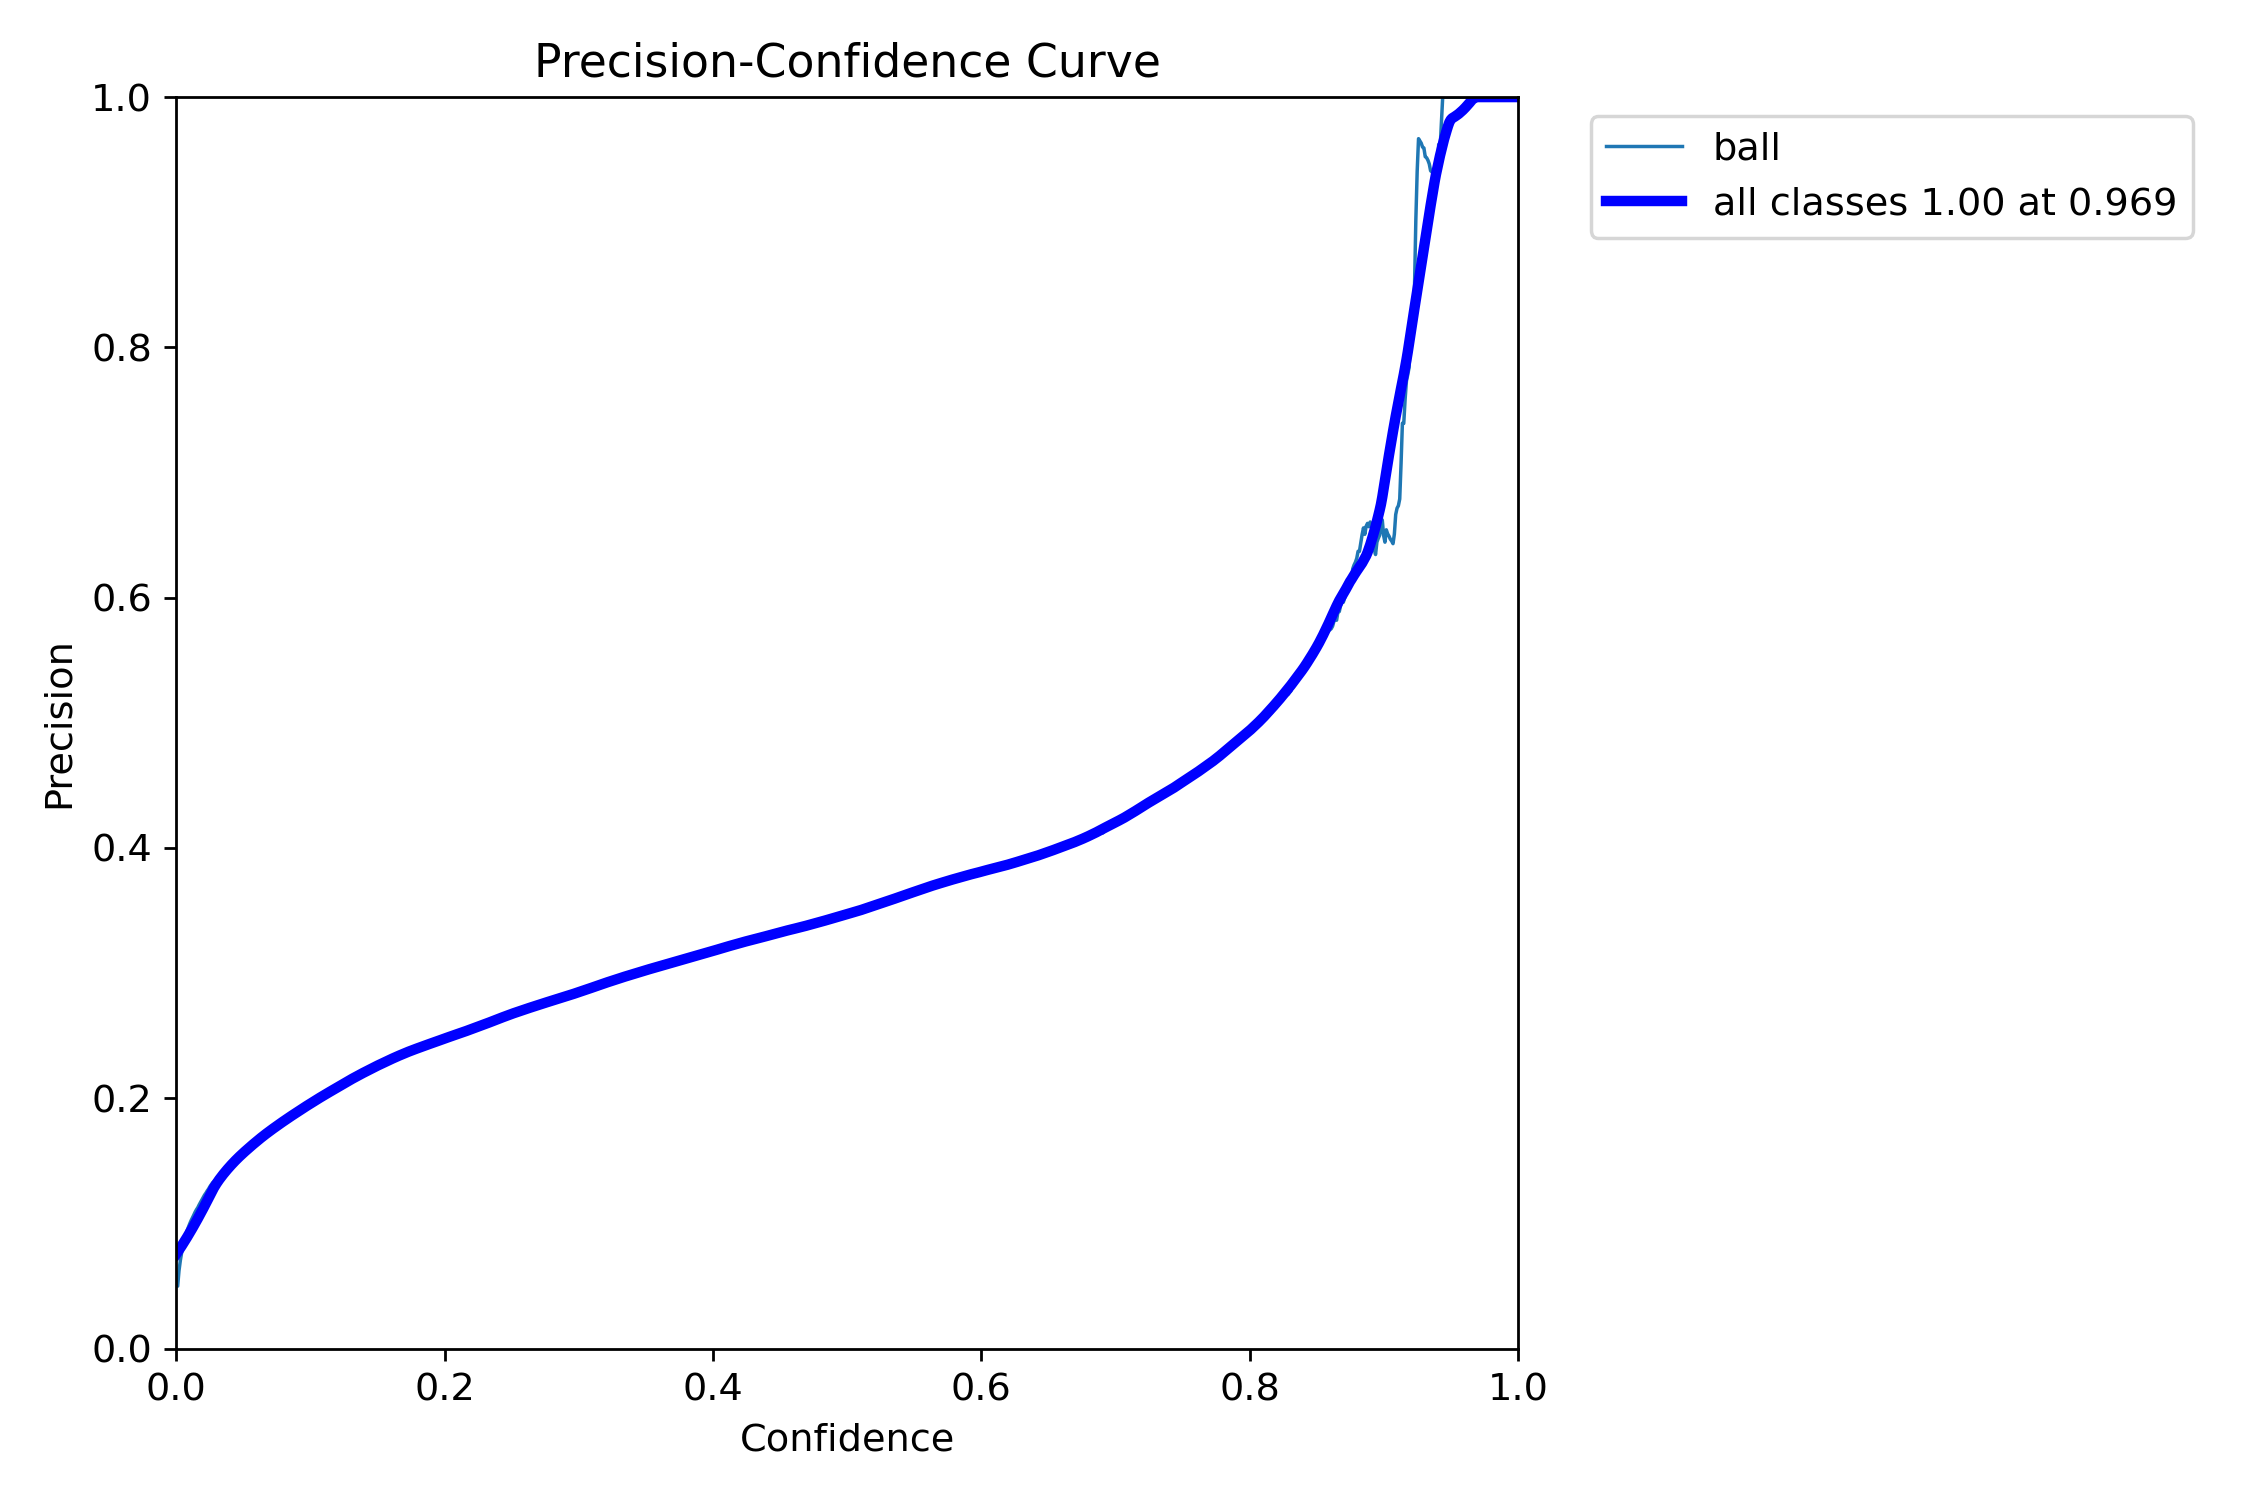 Precision-Confidence Curve
1.0
0.8
0.6
0.4
0.2
0.0
Precision
0.0 0.2 0.4 0.6 0.8 1.0
Confidence
ball
all classes 1.00 at 0.969